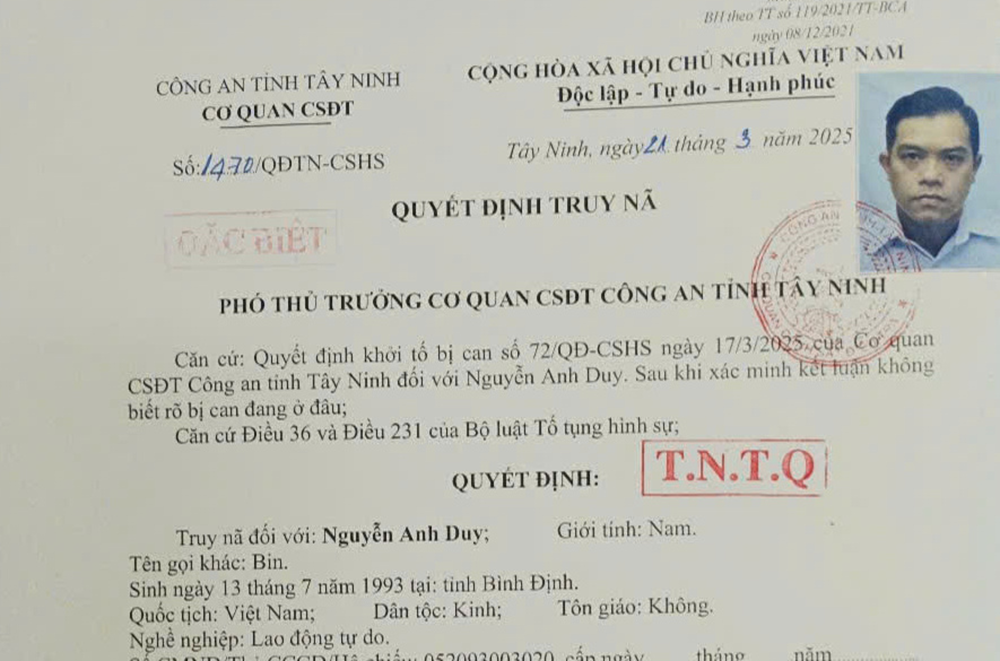 BH theo TT số 119/2021/TT-BCA
ngày 08/12/2021
CÔNG AN TỈNH TÂY NINH
CƠ QUAN CSĐT
CỘNG HÒA XÃ HỘI CHỦ NGHĨA VIỆT NAM
Độc lập - Tự do - Hạnh phúc
Số: 1470/QĐTN-CSHS
Tây Ninh, ngày 21 tháng 3 năm 2025
QUYẾT ĐỊNH TRUY NÃ
ĐẶC BIỆT
PHÓ THỦ TRƯỞNG CƠ QUAN CSĐT CÔNG AN TỈNH TÂY NINH
Căn cứ: Quyết định khởi tố bị can số 72/QĐ-CSHS ngày 17/3/2025 của Cơ quan
CSĐT Công an tỉnh Tây Ninh đối với Nguyễn Anh Duy. Sau khi xác minh kết luận không
biết rõ bị can đang ở đâu;
Căn cứ Điều 36 và Điều 231 của Bộ luật Tố tụng hình sự;
QUYẾT ĐỊNH:
T.N.T.Q
Truy nã đối với: Nguyễn Anh Duy; Giới tính: Nam.
Tên gọi khác: Bin.
Sinh ngày 13 tháng 7 năm 1993 tại: tỉnh Bình Định.
Quốc tịch: Việt Nam; Dân tộc: Kinh; Tôn giáo: Không.
Nghề nghiệp: Lao động tự do.
052093003020 cấp ngày tháng năm